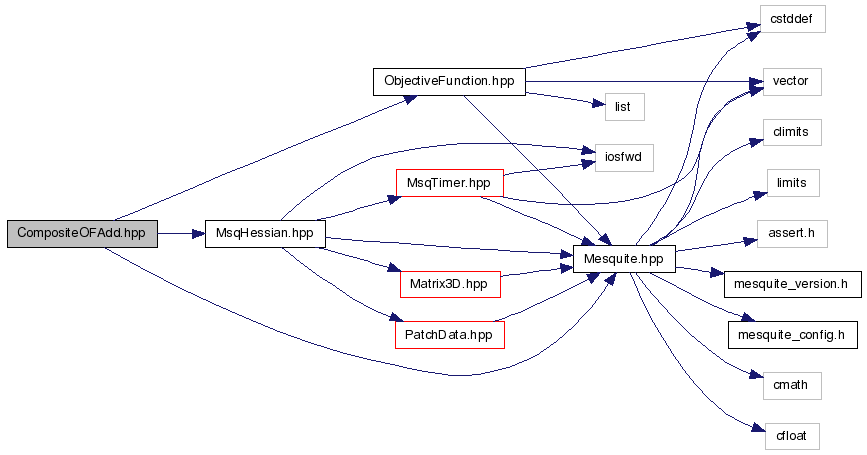 cstddef
ObjectiveFunction.hpp
vector
list
climits
iosfwd
MsqTimer.hpp
limits
CompositeOFAdd.hpp
MsqHessian.hpp
assert.h
Mesquite.hpp
Matrix3D.hpp
mesquite_version.h
PatchData.hpp
mesquite_config.h
cmath
cfloat